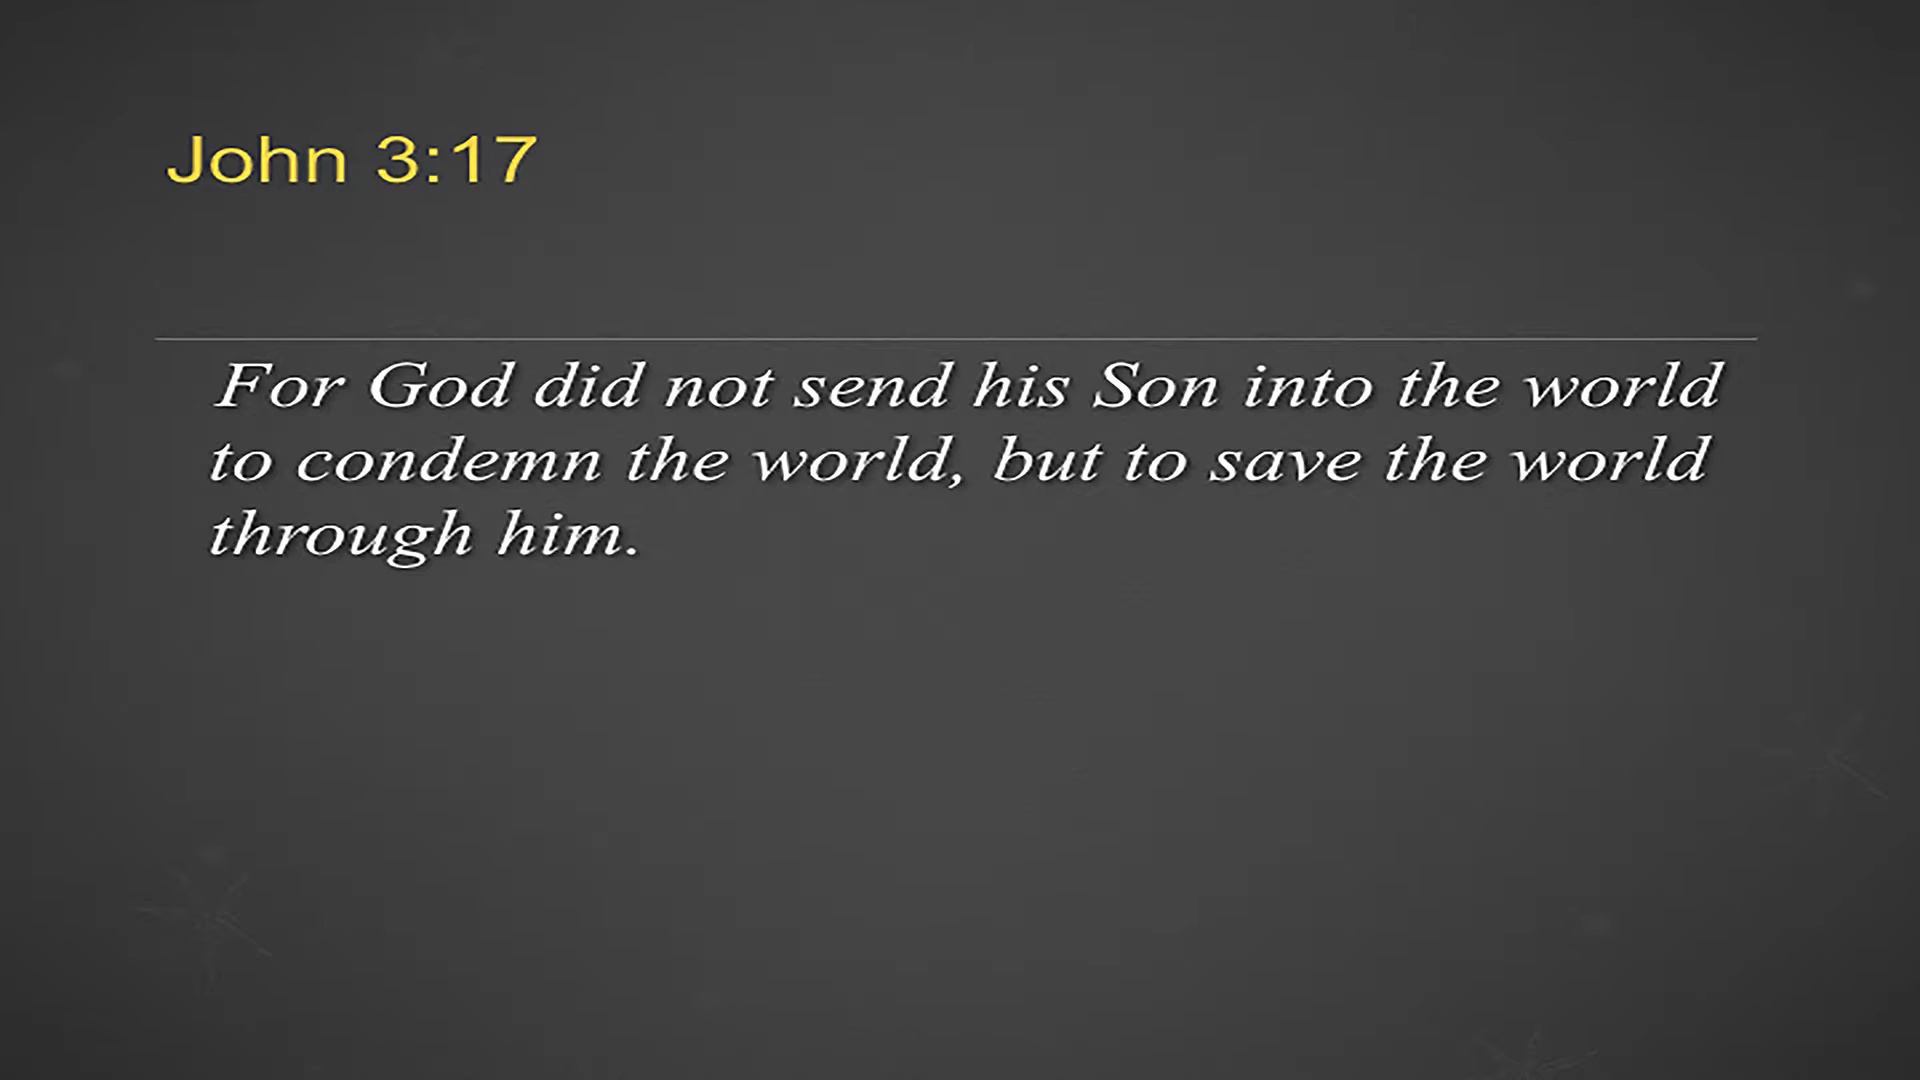 John 3:17
For God did not send his Son into the world
to condemn the world, but to save the world
through him.